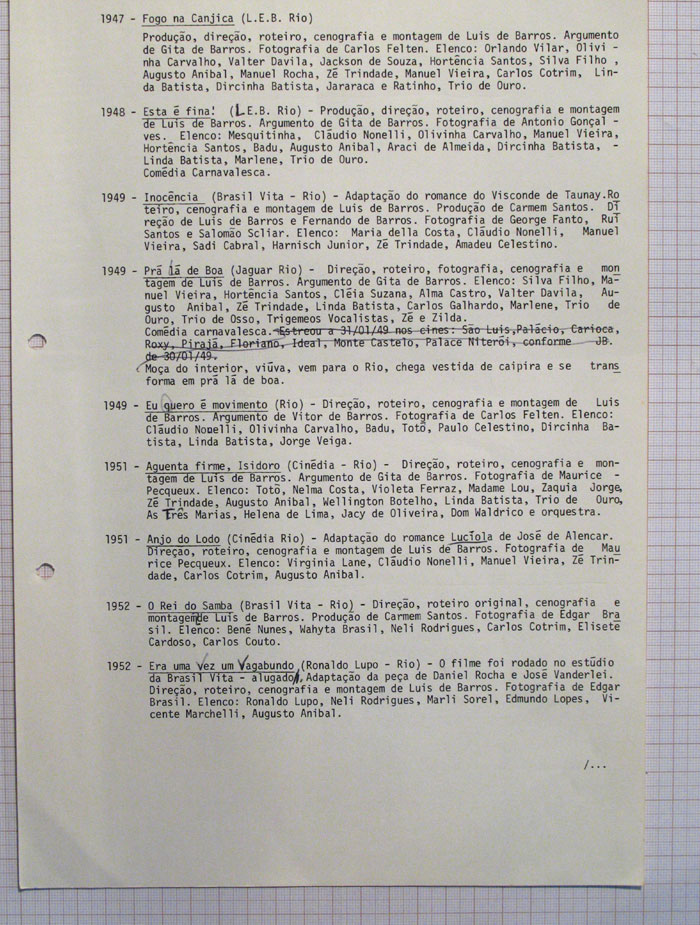 1947 - Fogo na Canjica (L.E.B. Rio)
Produção, direção, roteiro, cenografia e montagem de Luis de Barros. Argumento
de Gita de Barros. Fotografia de Carlos Felten. Elenco: Orlando Vilar, Olivi -
nha Carvalho, Valter Davila, Jackson de Souza, Hortência Santos, Silva Filho ,
Augusto Anibal, Manuel Rocha, Zé Trindade, Manuel Vieira, Carlos Cotrim, Lin-
da Batista, Dircinha Batista, Jararaca e Ratinho, Trio de Ouro.
1948 - Esta é fina! (L.E.B. Rio) - Produção, direção, roteiro, cenografia e montagem
de Luis de Barros. Argumento de Gita de Barros. Fotografia de Antonio Gonçal -
ves. Elenco: Mesquitinha, Cláudio Nonelli, Olivinha Carvalho, Manuel Vieira,
Hortência Santos, Badu, Augusto Anibal, Araci de Almeida, Dircinha Batista, -
Linda Batista, Marlene, Trio de Ouro.
Comédia Carnavalesca.
1949 - Inocência (Brasil Vita - Rio) - Adaptação do romance do Visconde de Taunay.Ro
teiro, cenografia e montagem de Luis de Barros. Produção de Carmem Santos. Di
reção de Luis de Barros e Fernando de Barros. Fotografia de George Fanto, Rui
Santos e Salomão Scliar. Elenco: Maria della Costa, Cláudio Nonelli, Manuel
Vieira, Sadi Cabral, Harnisch Junior, Zé Trindade, Amadeu Celestino.
1949 - Prá lá de Boa (Jaguar Rio) - Direção, roteiro, fotografia, cenografia e mon
tagem de Luis de Barros. Argumento de Gita de Barros. Elenco: Silva Filho, Ma-
nuel Vieira, Hortência Santos, Cléia Suzana, Alma Castro, Valter Davila, Au-
gusto Anibal, Zé Trindade, Linda Batista, Carlos Galhardo, Marlene, Trio de
Ouro, Trio de Osso, Trigemeos Vocalistas, Zé e Zilda.
Comédia carnavalesca. Estreou a 31/01/49 nos cines: São Luis,Palácio, Carioca,
Roxy, Pirajá, Floriano, Ideal, Monte Castelo, Palace Niterói, conforme JB.
de 30/01/49.
Moça do interior, viúva, vem para o Rio, chega vestida de caipira e se trans
forma em prá lá de boa.
1949 - Eu quero é movimento (Rio) - Direção, roteiro, cenografia e montagem de Luis
de Barros. Argumento de Vitor de Barros. Fotografia de Carlos Felten. Elenco:
Cláudio Nonelli, Olivinha Carvalho, Badu, Totô, Paulo Celestino, Dircinha Ba-
tista, Linda Batista, Jorge Veiga.
1951 - Aguenta firme, Isidoro (Cinédia - Rio) - Direção, roteiro, cenografia e mon-
tagem de Luis de Barros. Argumento de Gita de Barros. Fotografia de Maurice -
Pecqueux. Elenco: Totó, Nelma Costa, Violeta Ferraz, Madame Lou, Zaquia Jorge,
Zé Trindade, Augusto Anibal, Wellington Botelho, Linda Batista, Trio de Ouro,
As Três Marias, Helena de Lima, Jacy de Oliveira, Dom Waldrico e orquestra.
1951 - Anjo do Lodo (Cinédia Rio) - Adaptação do romance Lucíola de José de Alencar.
Direção, roteiro, cenografia e montagem de Luis de Barros. Fotografia de Mau
rice Pecqueux. Elenco: Virginia Lane, Cláudio Nonelli, Manuel Vieira, Zé Trin-
dade, Carlos Cotrim, Augusto Anibal.
1952 - O Rei do Samba (Brasil Vita - Rio) - Direção, roteiro original, cenografia e
montagem de Luis de Barros. Produção de Carmem Santos. Fotografia de Edgar Bra
sil. Elenco: Bené Nunes, Wahyta Brasil, Neli Rodrigues, Carlos Cotrim, Elisete
Cardoso, Carlos Couto.
1952 - Era uma Vez um Vagabundo (Ronaldo Lupo - Rio) - O filme foi rodado no estúdio
da Brasil Vita - alugado. Adaptação da peça de Daniel Rocha e José Vanderlei.
Direção, roteiro, cenografia e montagem de Luis de Barros. Fotografia de Edgar
Brasil. Elenco: Ronaldo Lupo, Neli Rodrigues, Marli Sorel, Edmundo Lopes, Vi-
cente Marchelli, Augusto Anibal.
/...